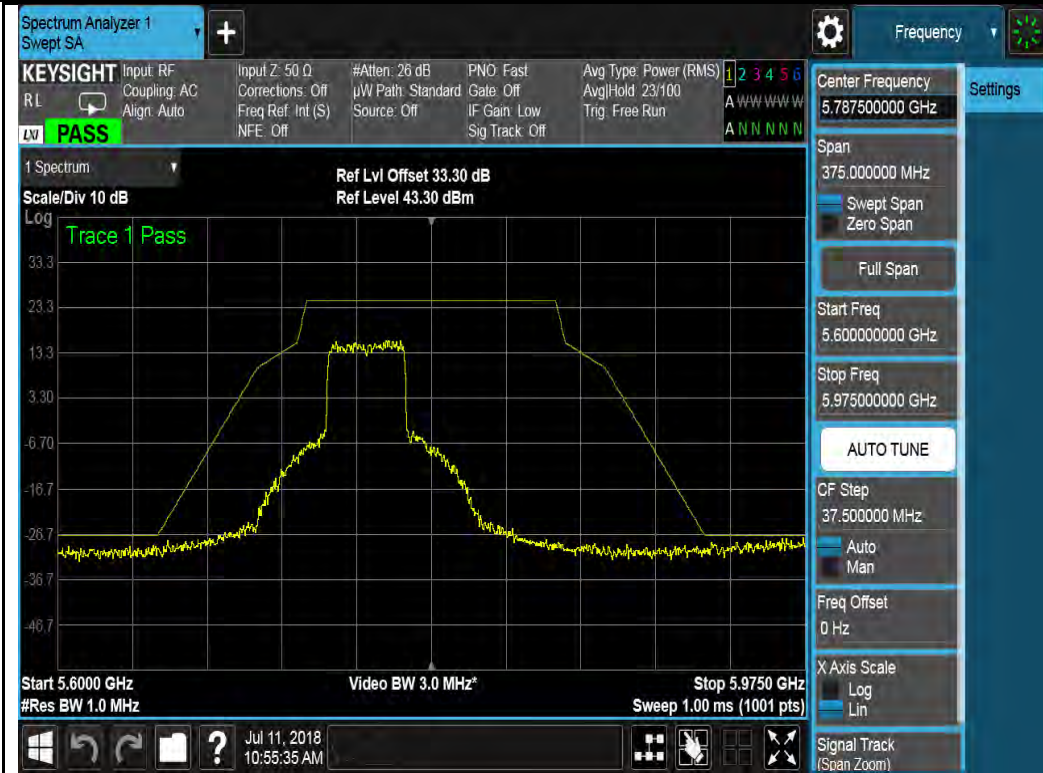 Spectrum Analyzer 1
Swept SA
+
Frequency
KEYSIGHT
RL
LXI PASS
Input: RF
Coupling: AC
Align: Auto
Input Z: 50 Ω
Corrections: Off
Freq Ref: Int (S)
NFE: Off
#Atten: 26 dB
µW Path: Standard
Source: Off
PNO: Fast
Gate: Off
IF Gain: Low
Sig Track: Off
Avg Type: Power (RMS)
Avg|Hold: 23/100
Trig: Free Run
1 2 3 4 5 6
A W W W W W
A N N N N N
1 Spectrum
Scale/Div 10 dB
Ref Lvl Offset 33.30 dB
Ref Level 43.30 dBm
Log
Trace 1 Pass
33.3
23.3
13.3
3.30
-6.70
-16.7
-26.7
-36.7
-46.7
Start 5.6000 GHz
#Res BW 1.0 MHz
Video BW 3.0 MHz*
Stop 5.9750 GHz
Sweep 1.00 ms (1001 pts)
Center Frequency
5.787500000 GHz
Settings
Span
375.000000 MHz
Swept Span
Zero Span
Full Span
Start Freq
5.600000000 GHz
Stop Freq
5.975000000 GHz
AUTO TUNE
CF Step
37.500000 MHz
Auto
Man
Freq Offset
0 Hz
X Axis Scale
Log
Lin
Signal Track
(Span Zoom)
?
Jul 11, 2018
10:55:35 AM